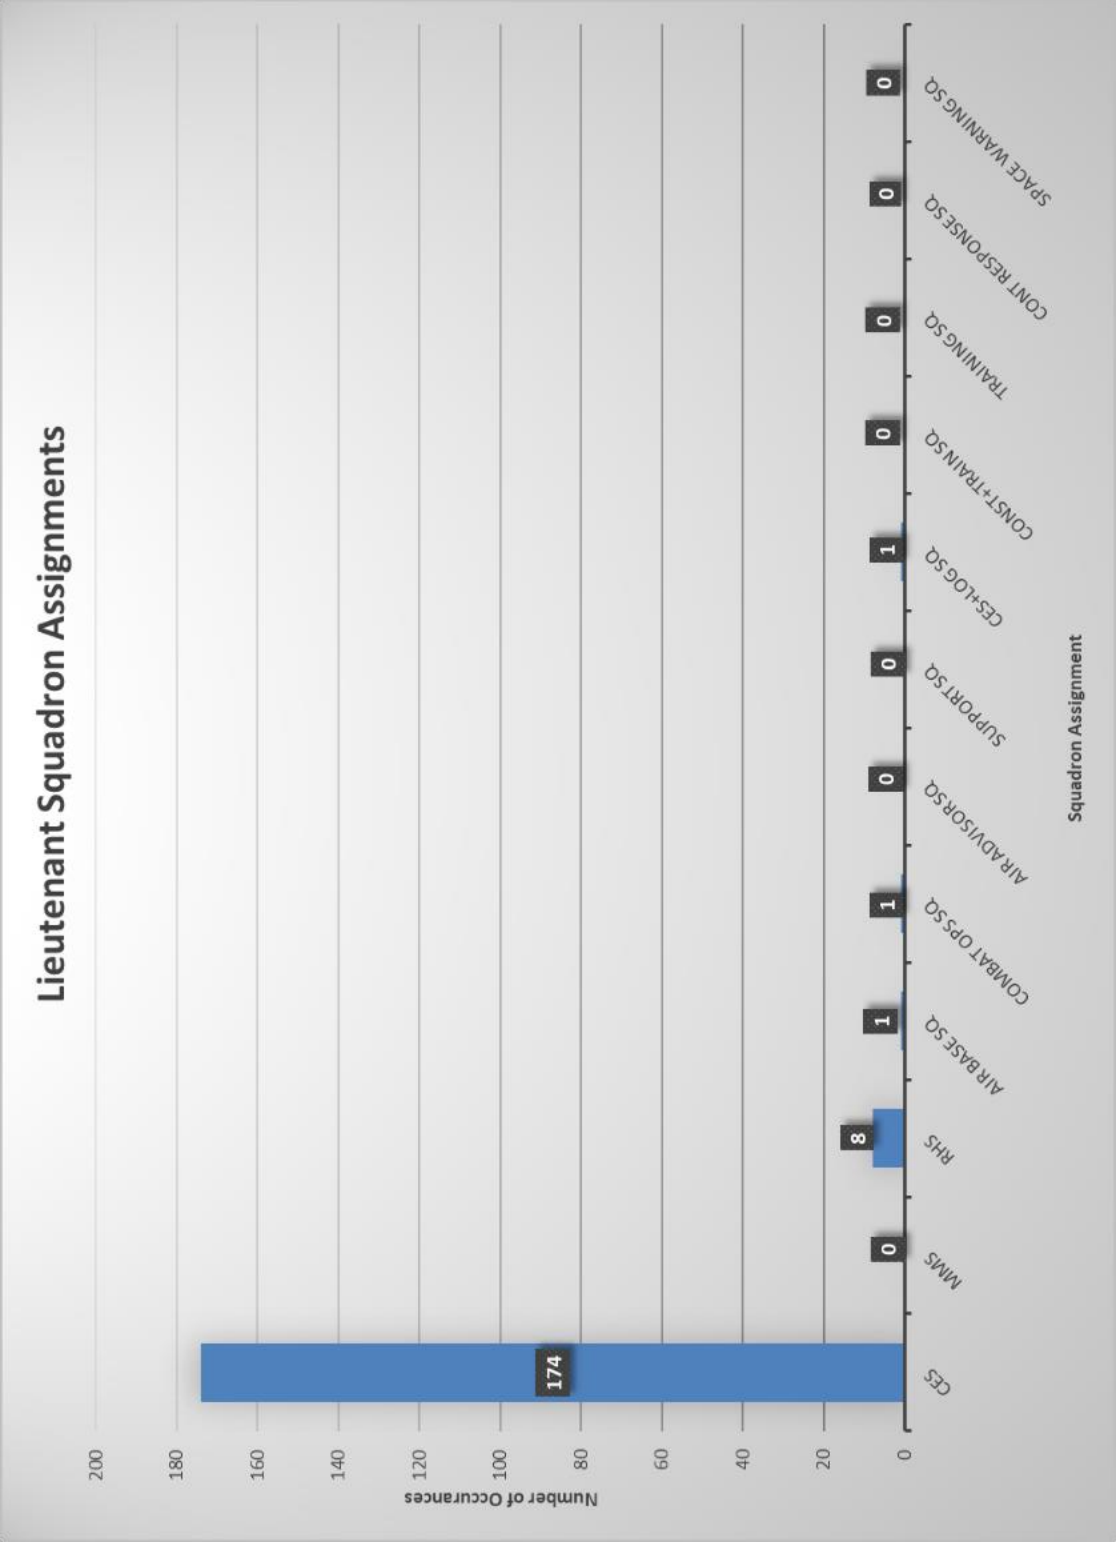 Lieutenant Squadron Assignments
Number of Occurances
200
180
160
140
120
100
80
60
40
20
0
174
0
8
1
1
0
0
1
0
0
0
0
CES
MMS
RHS
AIR BASE SQ
COMBAT OPS SQ
AIR ADVISOR SQ
SUPPORT SQ
CES+LOG SQ
CONST+TRAIN SQ
TRAINING SQ
CONT RESPONSE SQ
SPACE WARNING SQ
Squadron Assignment